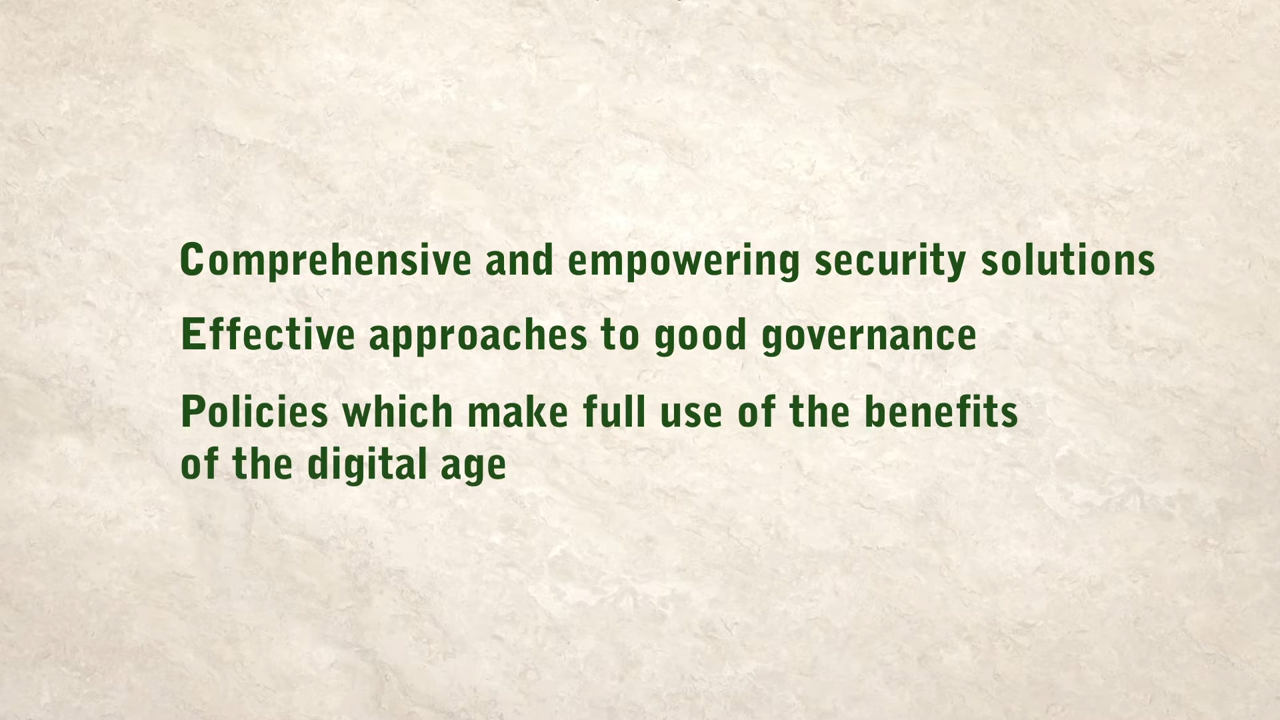 Comprehensive and empowering security solutions
Effective approaches to good governance
Policies which make full use of the benefits
of the digital age